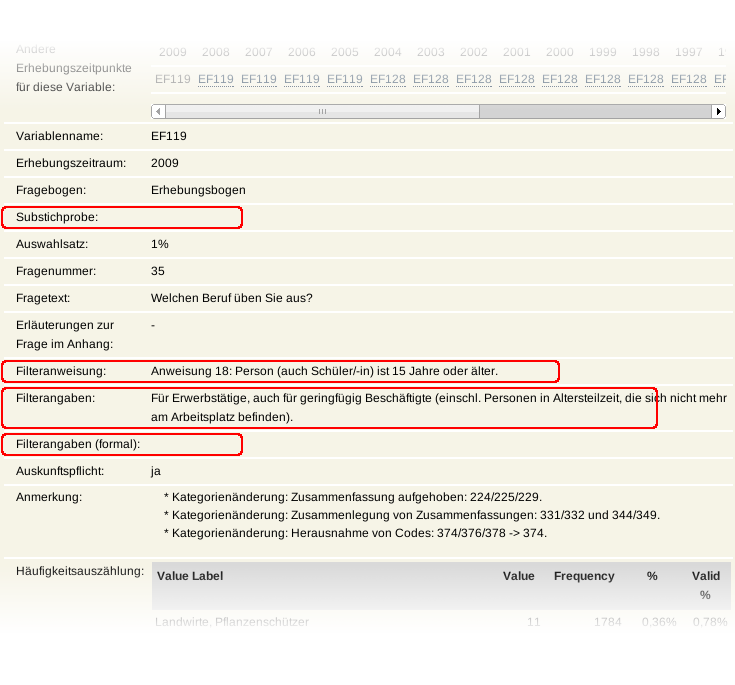 Andere
2009 2008 2007 2006 2005 2004 2003 2002 2001 2000 1999 1998 1997
Erhebungszeitpunkte
für diese Variable:
EF119 EF119 EF119 EF119 EF119 EF128 EF128 EF128 EF128 EF128 EF128 EF128 EF128 EF
Variablenname: EF119
Erhebungszeitraum: 2009
Fragebogen: Erhebungsbogen
Substichprobe:
Auswahlsatz: 1%
Fragenummer: 35
Fragetext: Welchen Beruf üben Sie aus?
Erläuterungen zur -
Frage im Anhang:
Filteranweisung: Anweisung 18: Person (auch Schüler/-in) ist 15 Jahre oder älter.
Filterangaben: Für Erwerbstätige, auch für geringfügig Beschäftigte (einschl. Personen in Altersteilzeit, die sich nicht mehr
am Arbeitsplatz befinden).
Filterangaben (formal):
Auskunftspflicht: ja
Anmerkung: * Kategorienänderung: Zusammenfassung aufgehoben: 224/225/229.
* Kategorienänderung: Zusammenlegung von Zusammenfassungen: 331/332 und 344/349.
* Kategorienänderung: Herausnahme von Codes: 374/376/378 -> 374.
Häufigkeitsauszählung: Value Label Value Frequency % Valid
%
Landwirte, Pflanzenschützer 11 1784 0,36% 0,78%